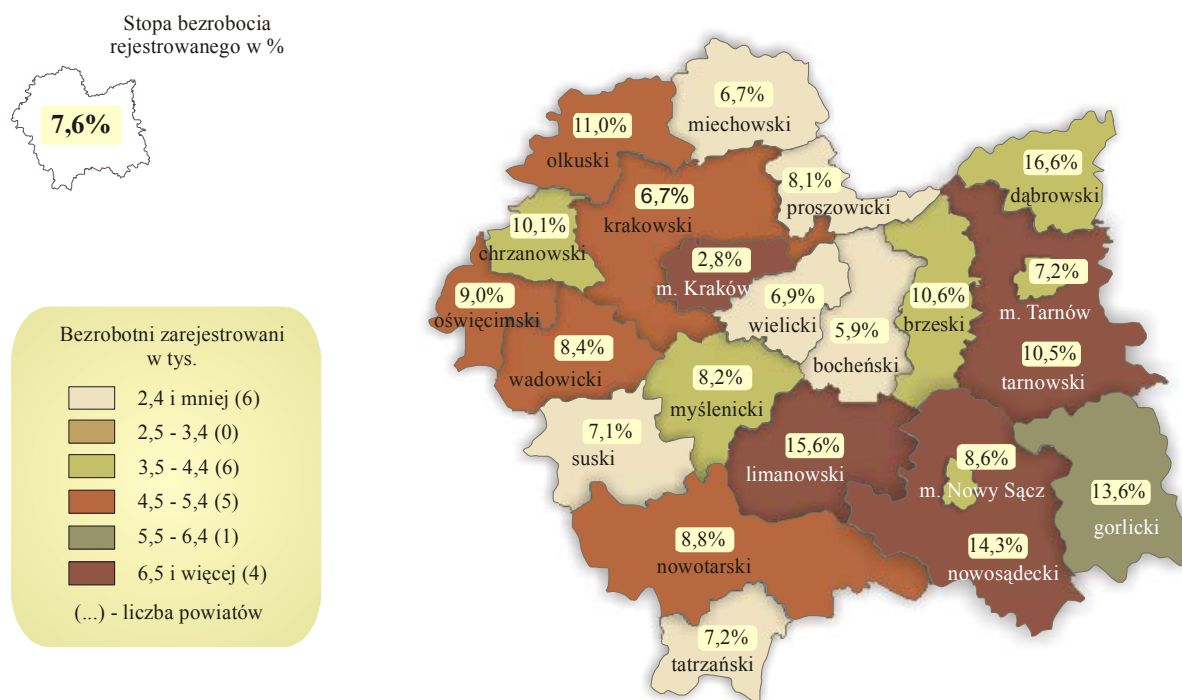 Stopa bezrobocia
rejestrowanego w %
7,6%
Bezrobotni zarejestrowani
w tys.
2,4 i mniej (6)
2,5 - 3,4 (0)
3,5 - 4,4 (6)
4,5 - 5,4 (5)
5,5 - 6,4 (1)
6,5 i więcej (4)
(...) - liczba powiatów
6,7%
miechowski
11,0%
olkuski
8,1%
proszowicki
16,6%
dąbrowski
6,7%
krakowski
10,1%
chrzanowski
2,8%
m. Kraków
7,2%
m. Tarnów
9,0%
oświęcimski
6,9%
wielicki
5,9%
bocheński
10,6%
brzeski
10,5%
tarnowski
8,4%
wadowicki
8,2%
myślenicki
7,1%
suski
15,6%
limanowski
8,6%
m. Nowy Sącz
13,6%
gorlicki
8,8%
nowotarski
14,3%
nowosądecki
7,2%
tatrzański